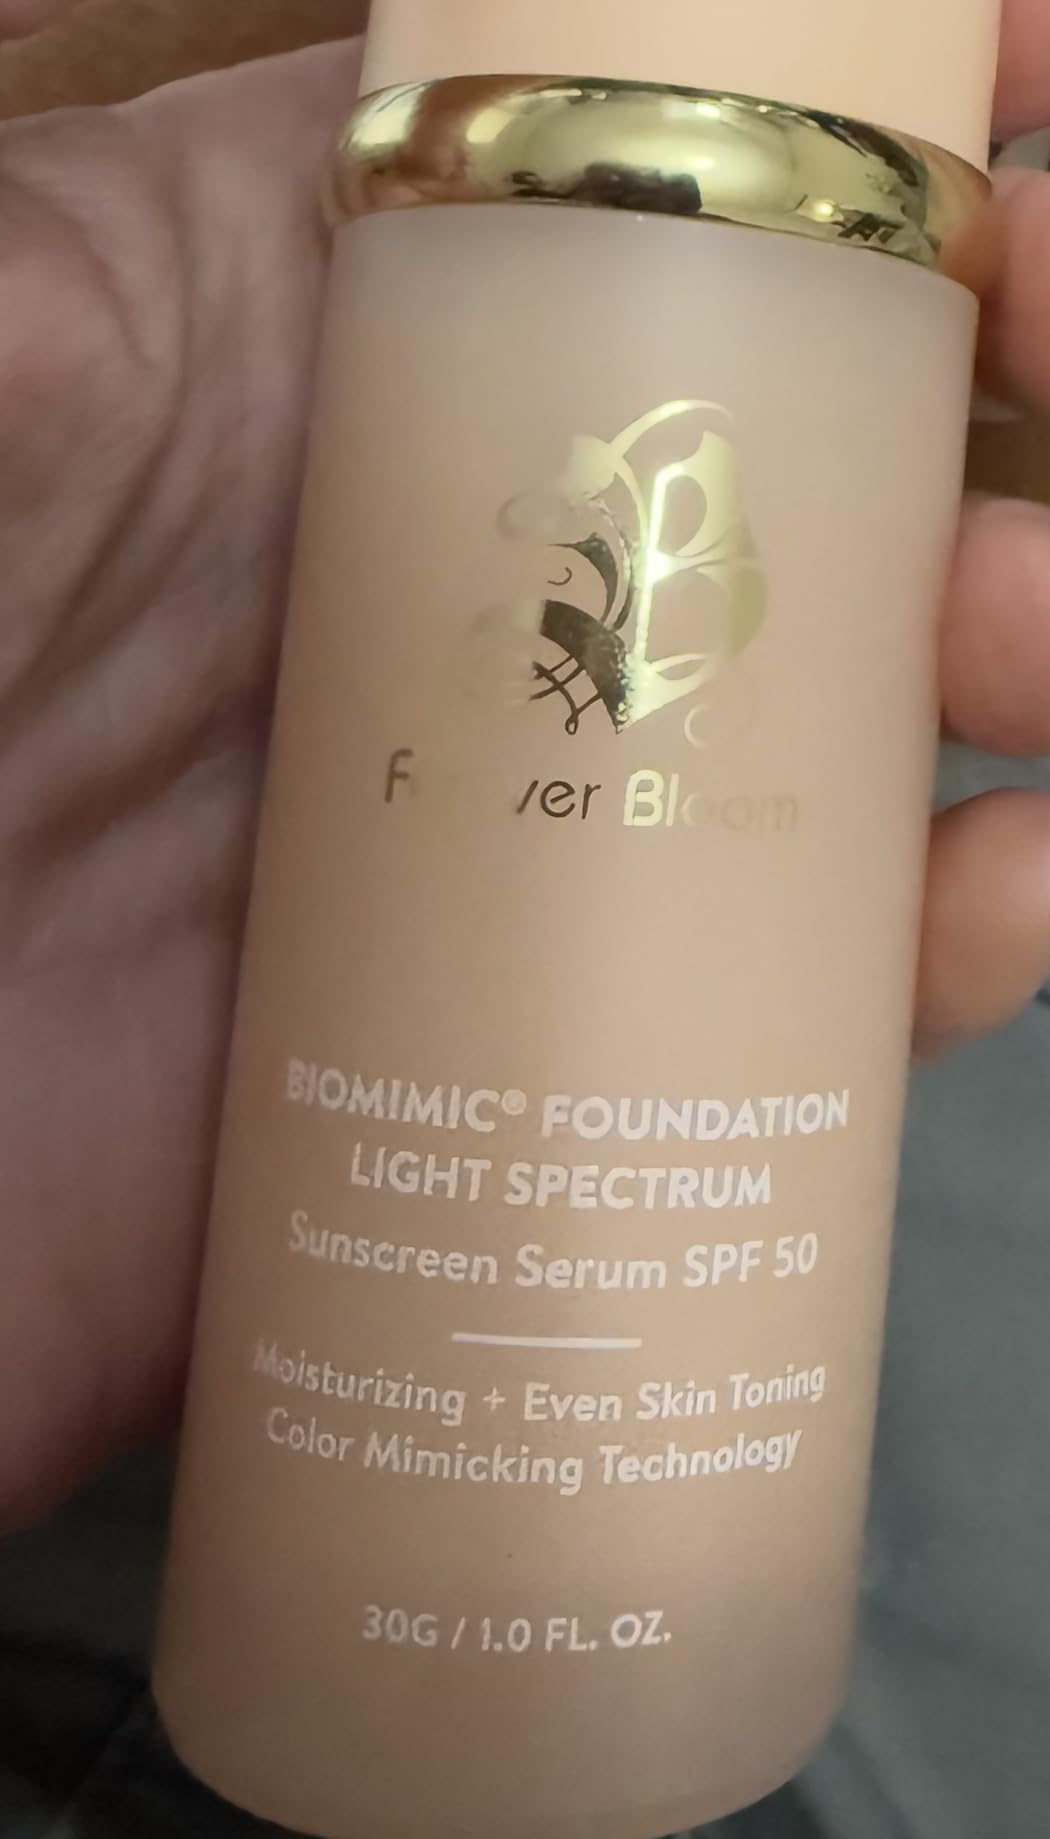 Forever Bloom
BIOMIMIC® FOUNDATION
LIGHT SPECTRUM
Sunscreen Serum SPF 50
Moisturizing + Even Skin Toning
Color Mimicking Technology
30G / 1.0 FL. OZ.